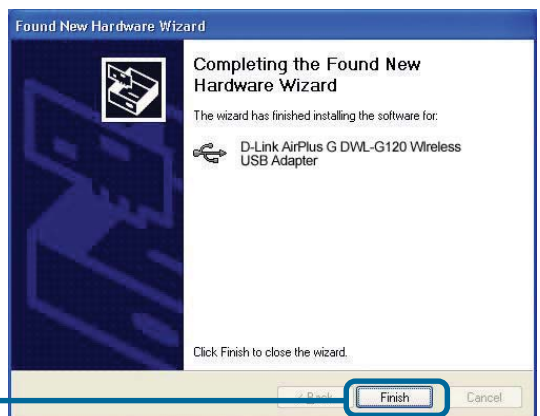 Found New Hardware Wizard
Completing the Found New
Hardware Wizard
The wizard has finished installing the software for:
D-Link AirPlus G DWL-G120 WIreless
USB Adapter
Click Finish to close the wizard.
< Back
Finish
Cancel